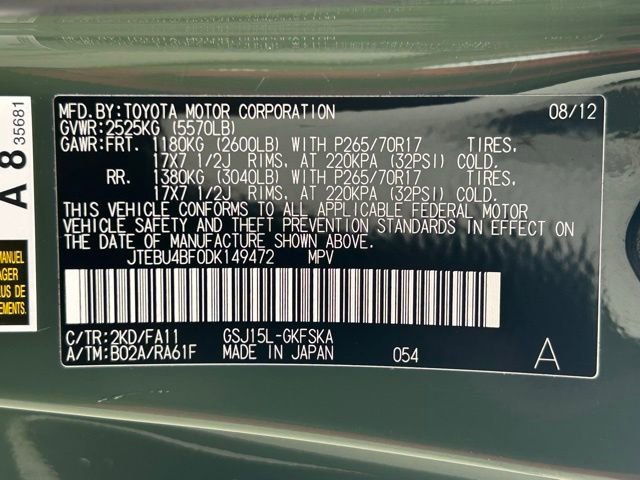 MFD.BY:TOYOTA MOTOR CORPORATION 08/12
GVWR:2525KG (5570LB)
GAWR:FRT. 1180KG (2600LB) WITH P265/70R17 TIRES,
17X7 1/2J RIMS, AT 220KPA (32PSI) COLD.
RR. 1380KG (3040LB) WITH P265/70R17 TIRES,
17X7 1/2J RIMS, AT 220KPA (32PSI) COLD.
THIS VEHICLE CONFORMS TO ALL APPLICABLE FEDERAL MOTOR
VEHICLE SAFETY AND THEFT PREVENTION STANDARDS IN EFFECT ON
THE DATE OF MANUFACTURE SHOWN ABOVE.
JTEBU4BF0DK149472 MPV
C/TR:2KD/FA11 GSJ15L-GKFSKA
A/TM:B02A/RA61F MADE IN JAPAN 054 A
A 8 35681
MANUAL
AGER
LUS DE
EMENTS.